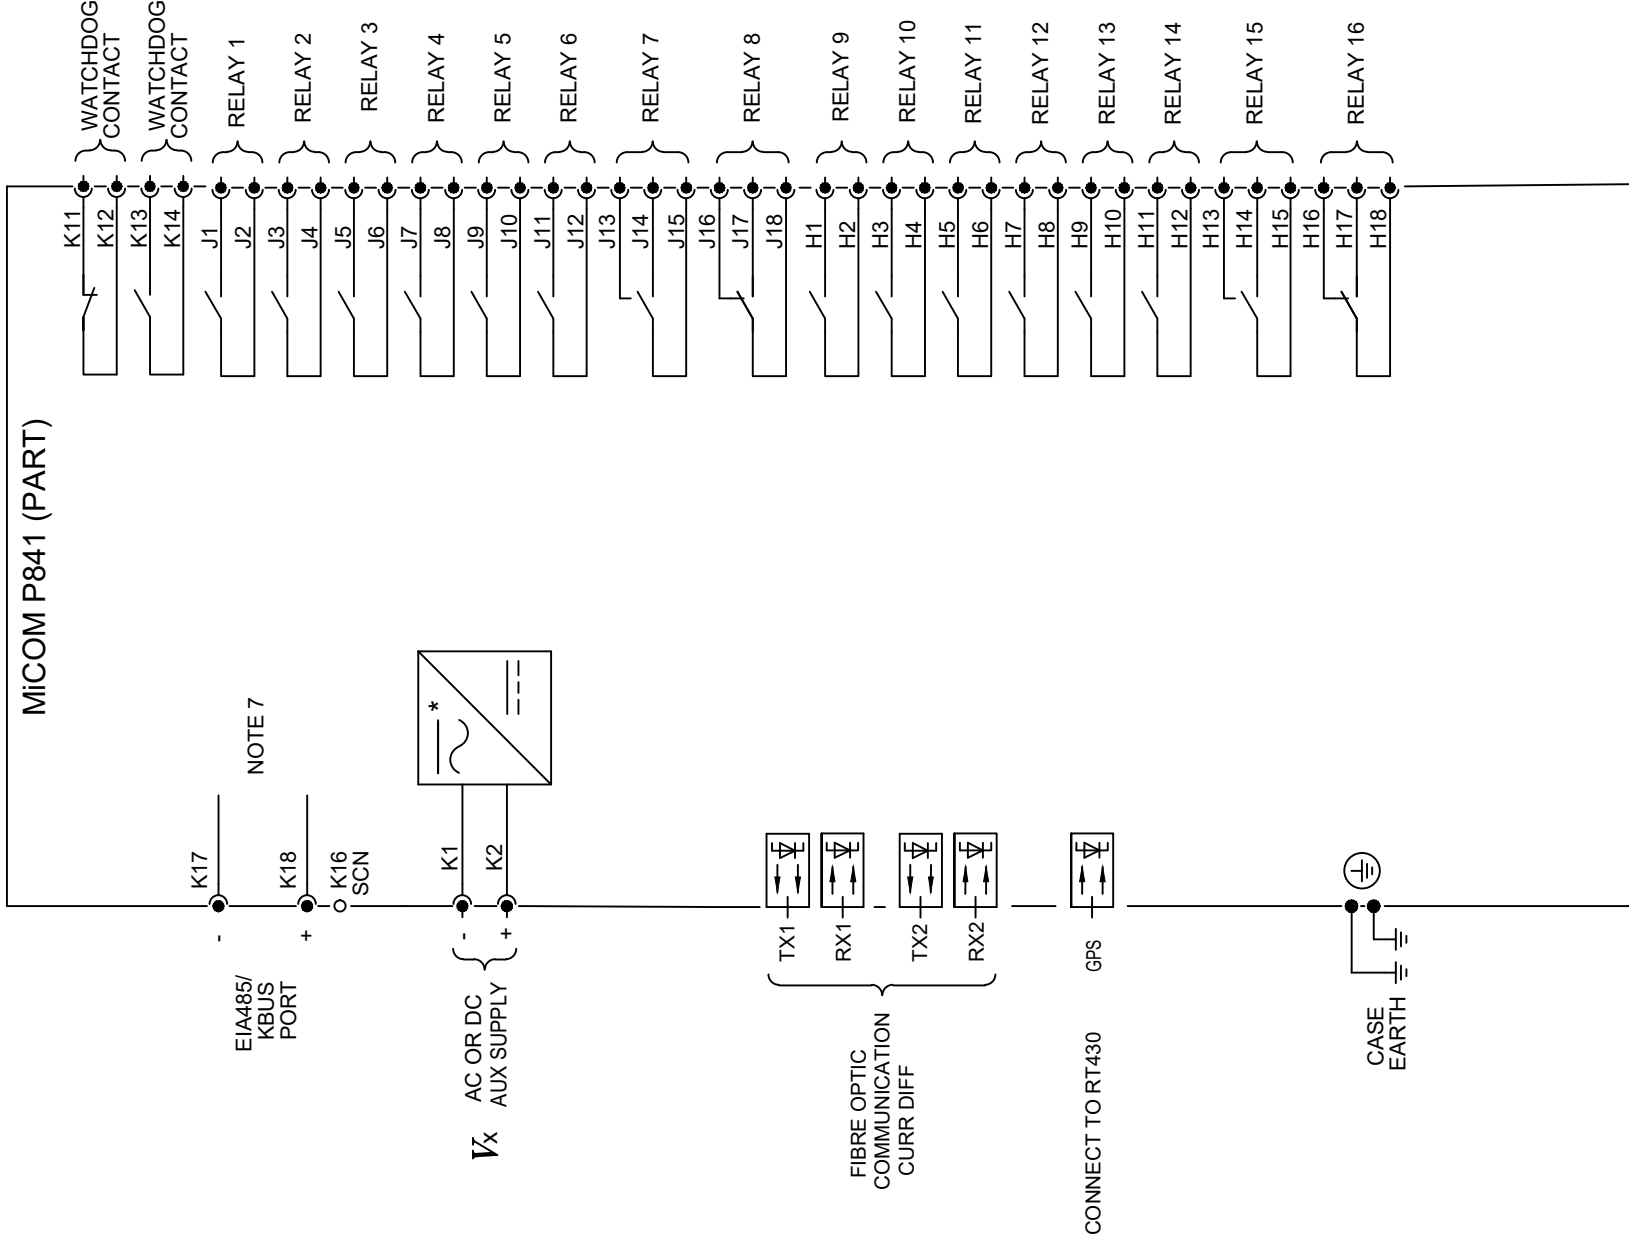 MiCOM P841 (PART)
WATCHDOG
CONTACT
WATCHDOG
CONTACT
RELAY 1
RELAY 2
RELAY 3
RELAY 4
RELAY 5
RELAY 6
RELAY 7
RELAY 8
RELAY 9
RELAY 10
RELAY 11
RELAY 12
RELAY 13
RELAY 14
RELAY 15
RELAY 16
K11
K12
K13
K14
J1
J2
J3
J4
J5
J6
J7
J8
J9
J10
J11
J12
J13
J14
J15
J16
J17
J18
H1
H2
H3
H4
H5
H6
H7
H8
H9
H10
H11
H12
H13
H14
H15
H16
H17
H18
NOTE 7
*
K17
K18
K16
SCN
K1
K2
-
+
-
+
EIA485/
KBUS
PORT
Vx
AC OR DC
AUX SUPPLY
TX1
RX1
TX2
RX2
GPS
FIBRE OPTIC
COMMUNICATION
CURR DIFF
CONNECT TO RT430
CASE
EARTH